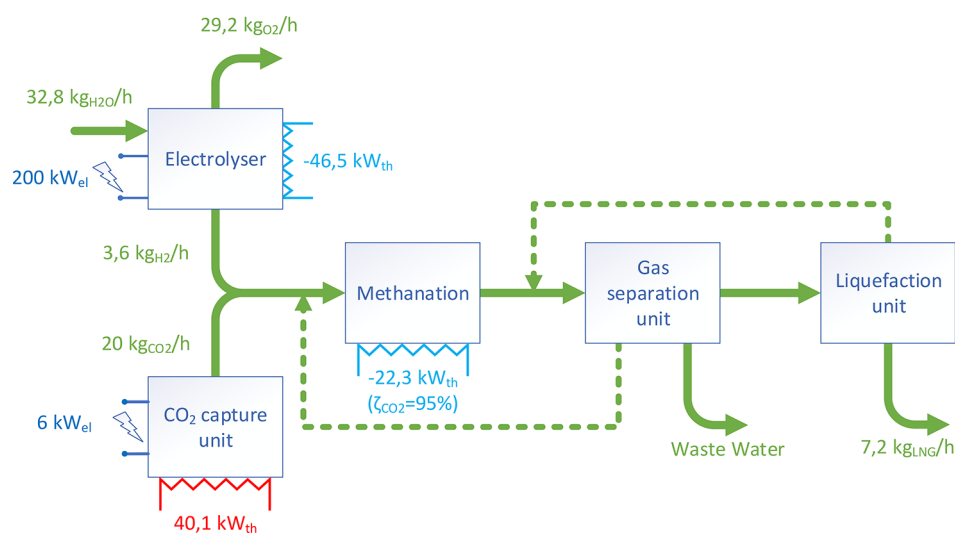 29,2 kgO2/h
32,8 kgH2O/h
Electrolyser
-46,5 kWth
200 kWel
3,6 kgH2/h
Methanation
Gas
separation
unit
Liquefaction
unit
20 kgCO2/h
-22,3 kWth
(ζCO2=95%)
6 kWel
CO2 capture
unit
Waste Water
7,2 kgLNG/h
40,1 kWth